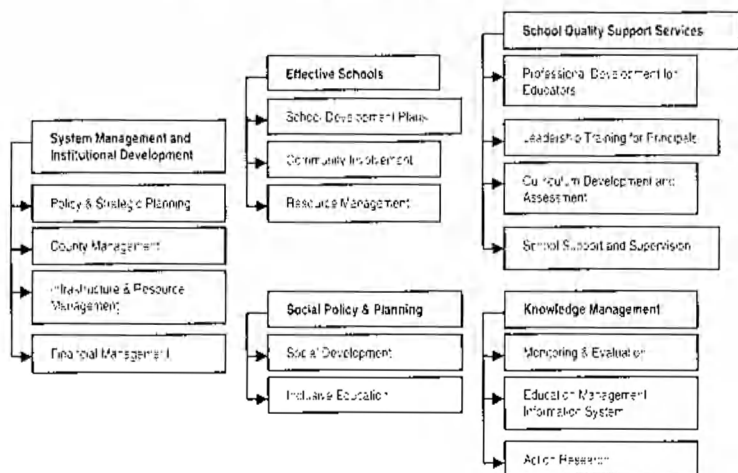 System Management and
Institutional Development
Policy & Strategic Planning
County Management
Infrastructure & Resource
Management
Financial Management
Effective Schools
School Development Plans
Community Involvement
Resource Management
Social Policy & Planning
Social Development
Inclusive Education
School Quality Support Services
Professional Development for
Educators
Leadership Training for Principals
Curriculum Development and
Assessment
School Support and Supervision
Knowledge Management
Monitoring & Evaluation
Education Management
Information System
Action Research